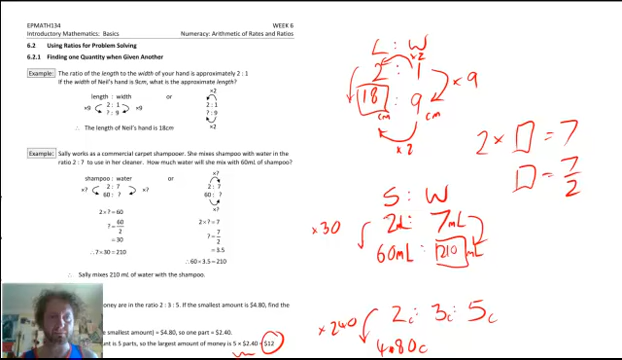 EPMATH134 WEEK 6
Introductory Mathematics: Basics Numeracy: Arithmetic of Rates and Ratios
6.2 Using Ratios for Problem Solving
6.2.1 Finding one Quantity when Given Another
Example: The ratio of the length to the width of your hand is approximately 2 : 1
If the width of Neil's hand is 9cm, what is the approximate length?
length : width or ×2
×9 2 : 1 ×9 2 : 1
? : 9 ? : 9
×2
∴ The length of Neil's hand is 18cm
Example: Sally works as a commercial carpet shampooer. She mixes shampoo with water in the
ratio 2 : 7 to use in her cleaner. How much water will she mix with 60mL of shampoo?
shampoo : water or ×?
×? 2 : 7 ×? 2 : 7
60 : ? 60 : ?
×?
2×?=60 2×?=7
?=60/2 ?=7/2
=30 =3.5
∴7×30=210 ∴60×3.5=210
∴ Sally mixes 210 mL of water with the shampoo.
oney are in the ratio 2 : 3 : 5. If the smallest amount is $4.80, find the
e smallest amount) = $4.80, so one part = $2.40.
unt is 5 parts, so the largest amount of money is 5 × $2.40 = $12
L : W
×2
2 : 1
×9
18 : 9
cm cm
×2
2 × □ = 7
□ = 7/2
S : W
×30 2 : 7mL
60mL : 210 mL
×240 2c : 3c : 5c
4.80c